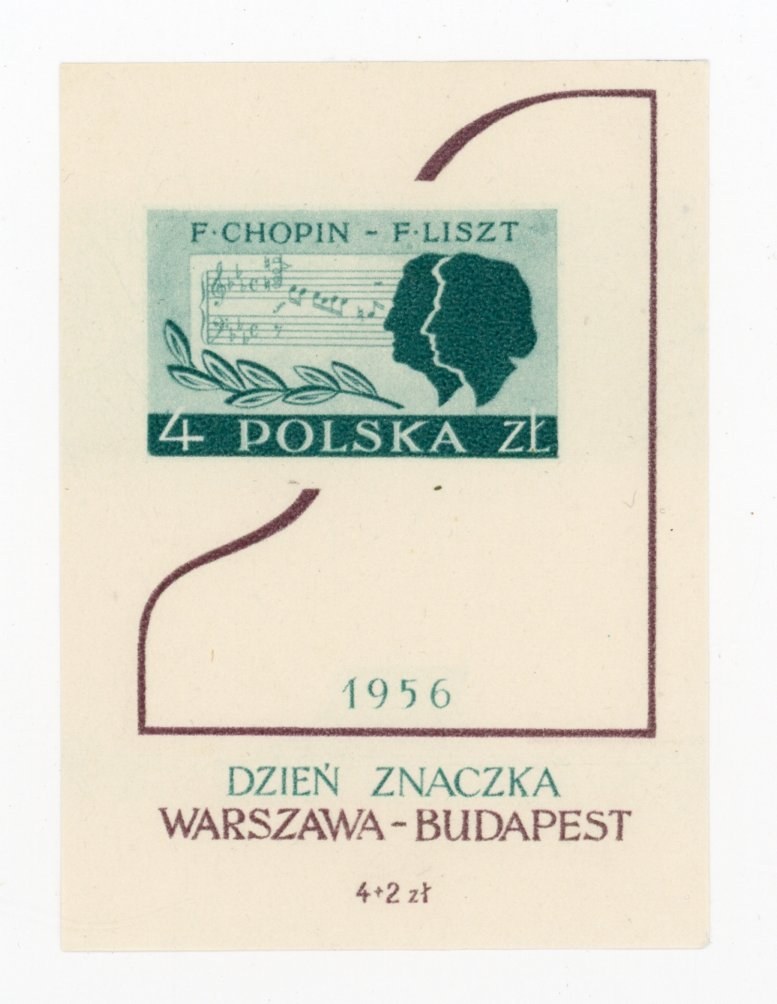 F·CHOPIN - F·LISZT
4 POLSKA ZŁ
1956
DZIEŃ ZNACZKA
WARSZAWA-BUDAPEST
4+2 zł